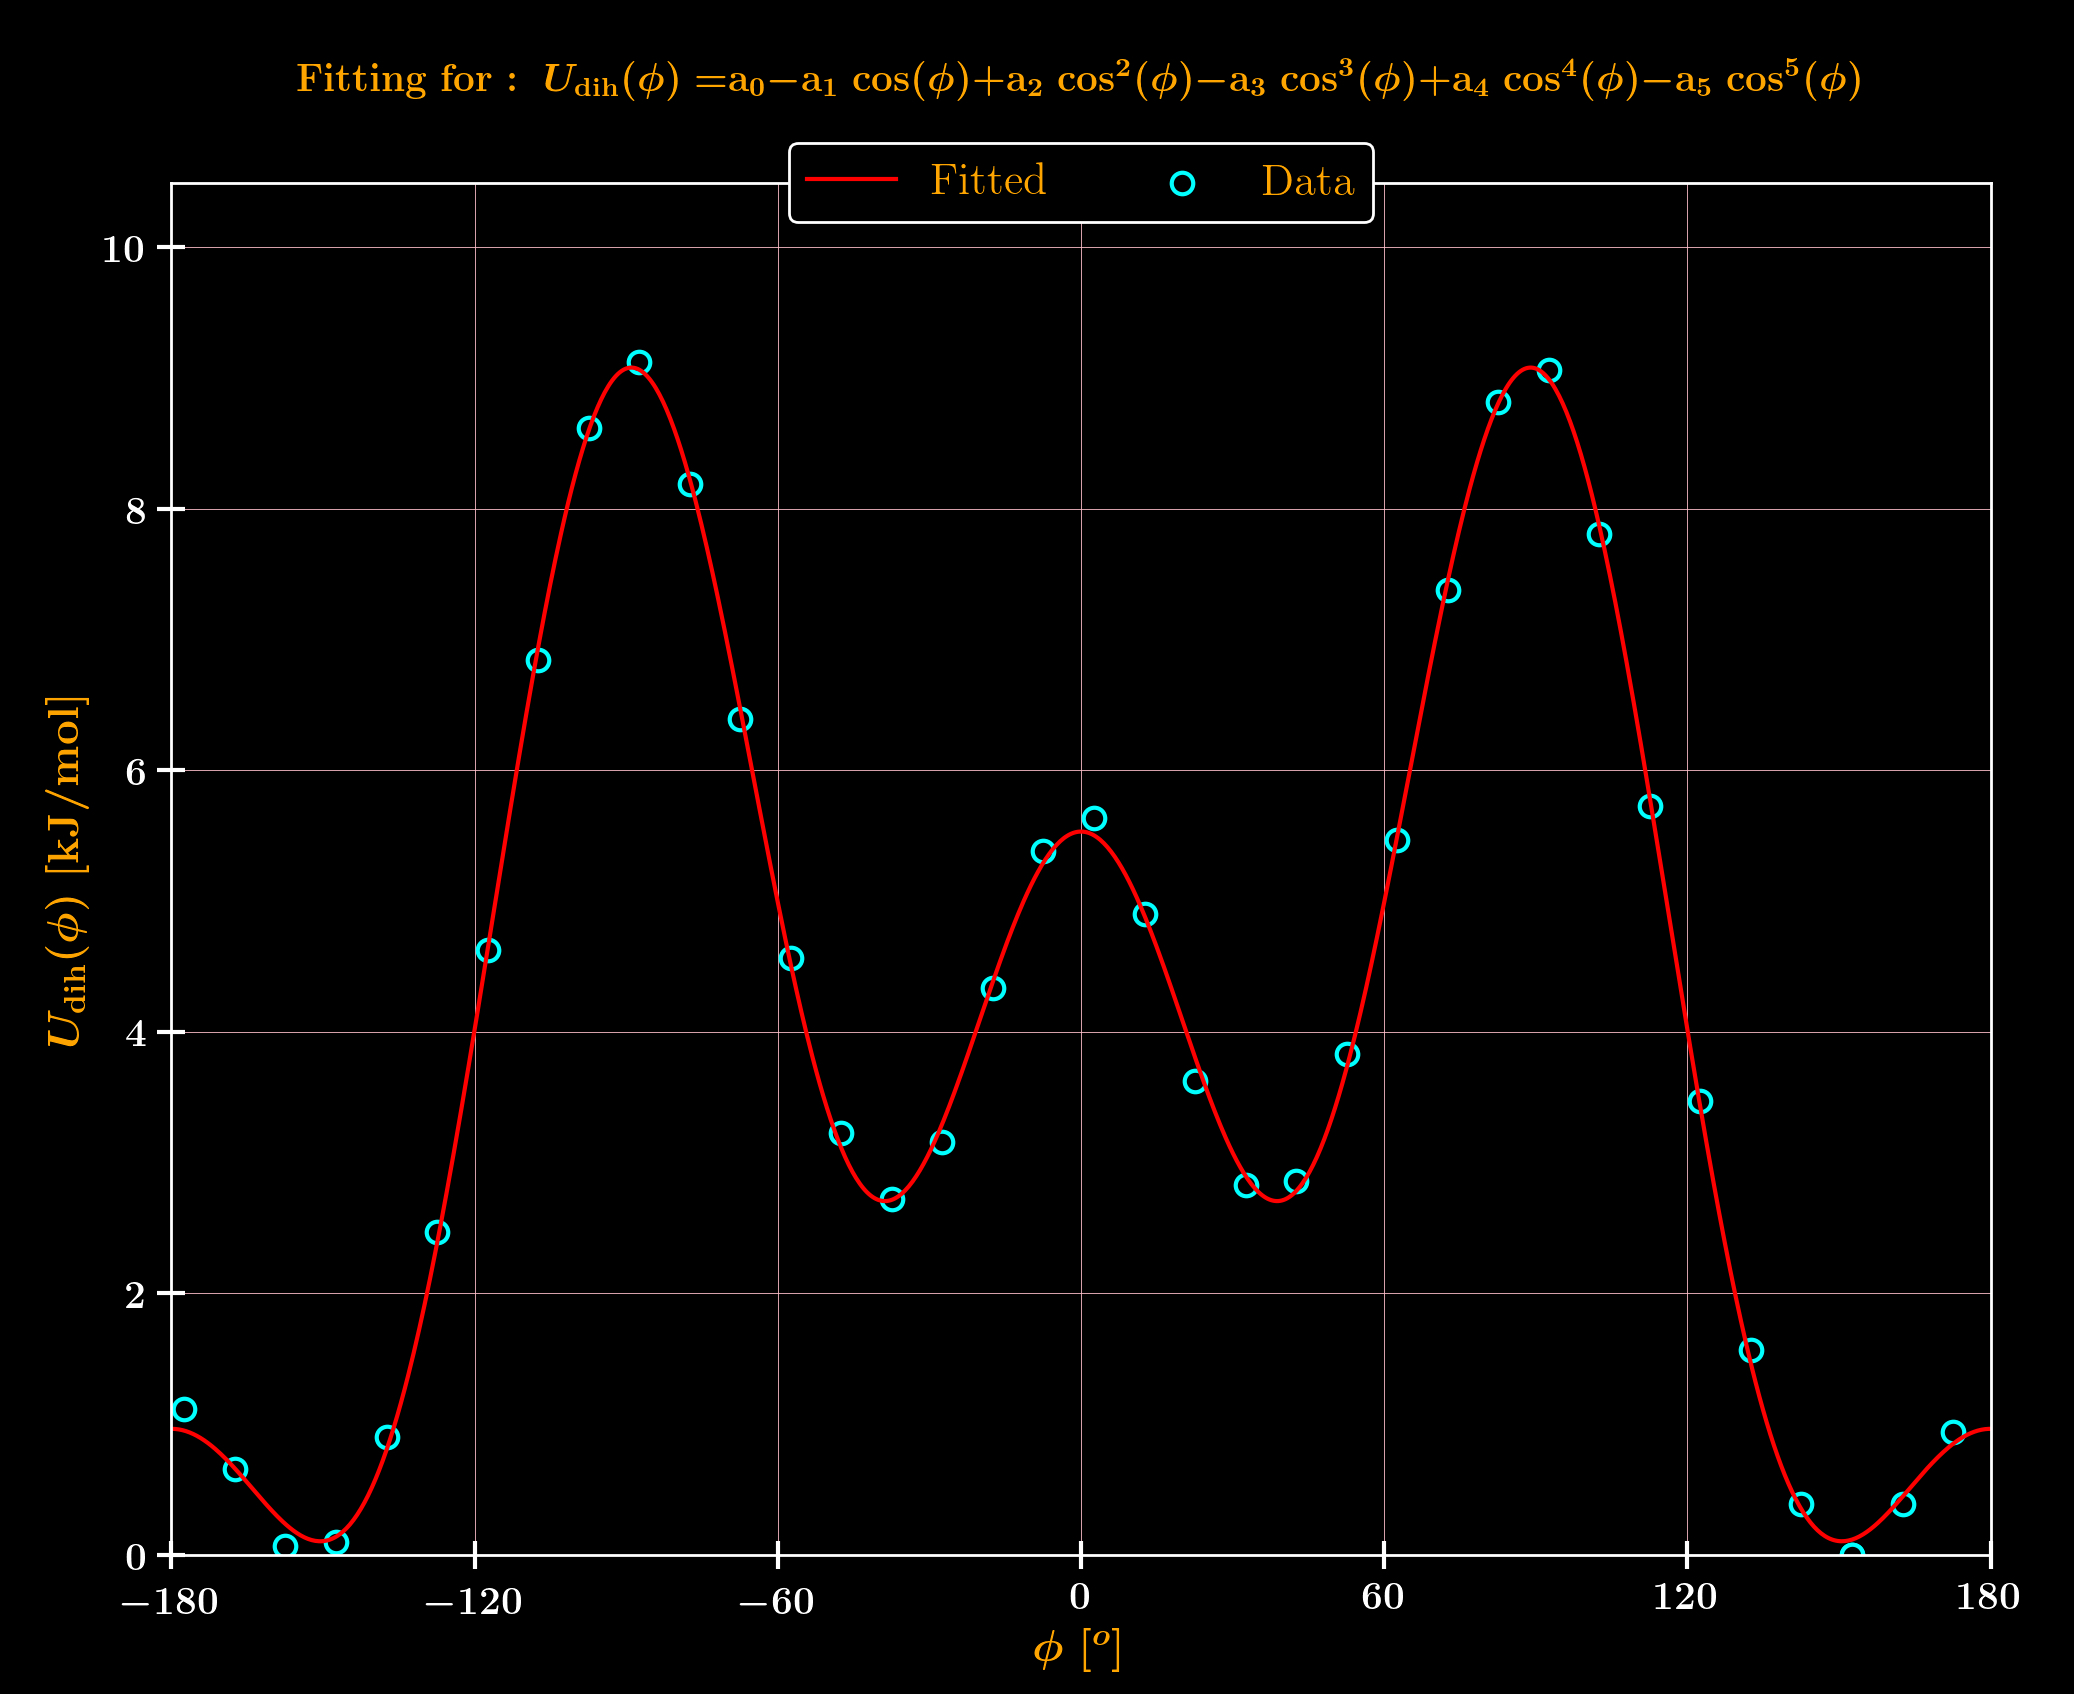 Fitting for : U_dih(ϕ) =a₀−a₁ cos(ϕ)+a₂ cos²(ϕ)−a₃ cos³(ϕ)+a₄ cos⁴(ϕ)−a₅ cos⁵(ϕ)
Fitted Data
10
8
6
4
2
0
U_dih(ϕ) [kJ/mol]
−180 −120 −60 0 60 120 180
ϕ [°]